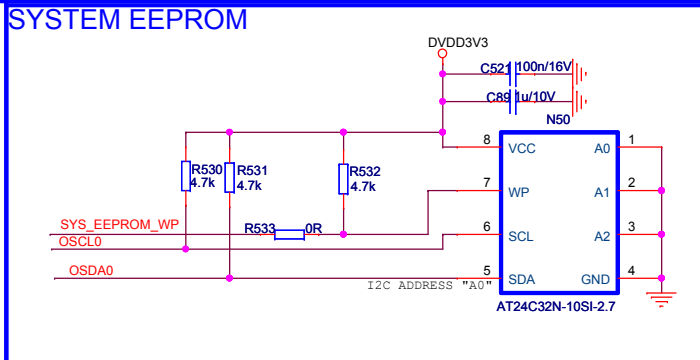 SYSTEM EEPROM
DVDD3V3
C521 100n/16V
C89 1u/10V
N50
8 VCC A0 1
R530 4.7k
R531 4.7k
R532 4.7k
7 WP A1 2
SYS_EEPROM_WP
R533 0R
6 SCL A2 3
OSCL0
OSDA0
5 SDA GND 4
I2C ADDRESS "A0"
AT24C32N-10SI-2.7